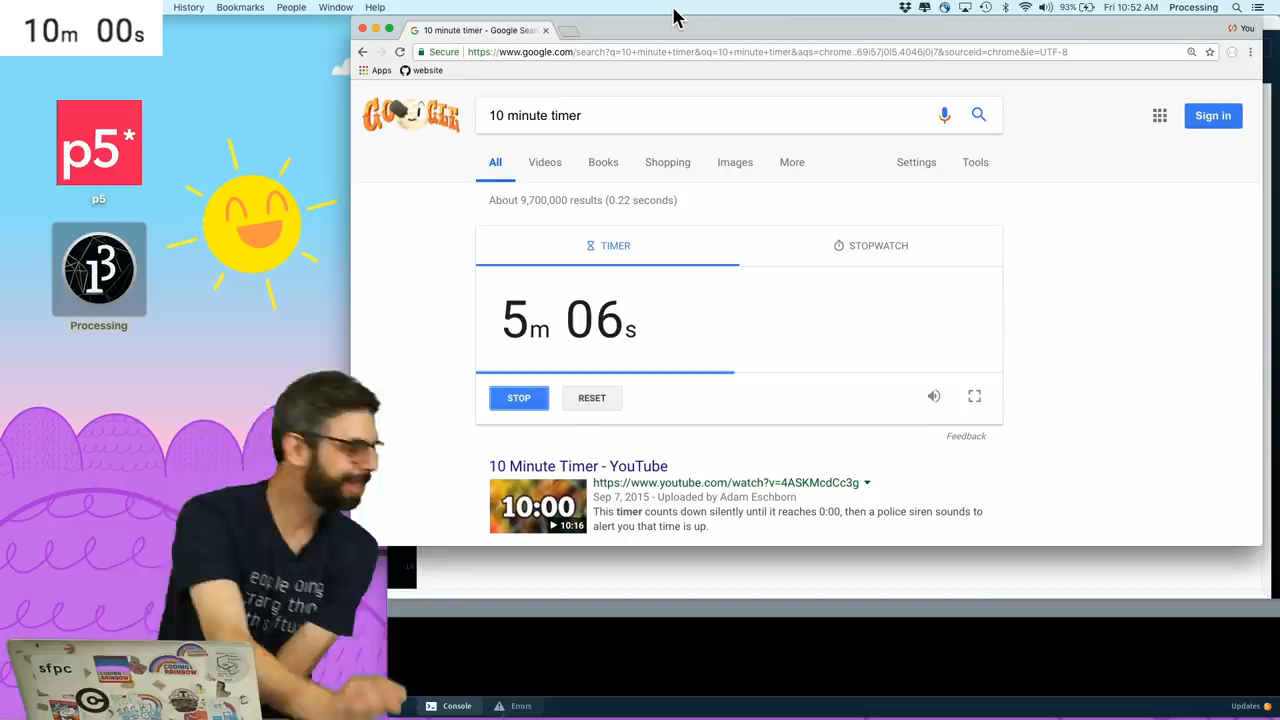 History Bookmarks People Window Help
93% Fri 10:52 AM Processing
10m 00s
10 minute timer - Google Sear
You
Secure https://www.google.com/search?q=10+minute+timer&oq=10+minute+timer&aqs=chrome..69i57j0l5.4046j0j7&sourceid=chrome&ie=UTF-8
Apps website
GOOGLE
10 minute timer
Sign in
p5*
p5
All Videos Books Shopping Images More Settings Tools
About 9,700,000 results (0.22 seconds)
TIMER STOPWATCH
Processing
5m 06s
STOP RESET
Feedback
10 Minute Timer - YouTube
https://www.youtube.com/watch?v=4ASKMcdCc3g
Sep 7, 2015 - Uploaded by Adam Eschborn
10:00
10:16
This timer counts down silently until it reaches 0:00, then a police siren sounds to
alert you that time is up.
sfpc
CODING
RAINBOW
Console Errors Updates